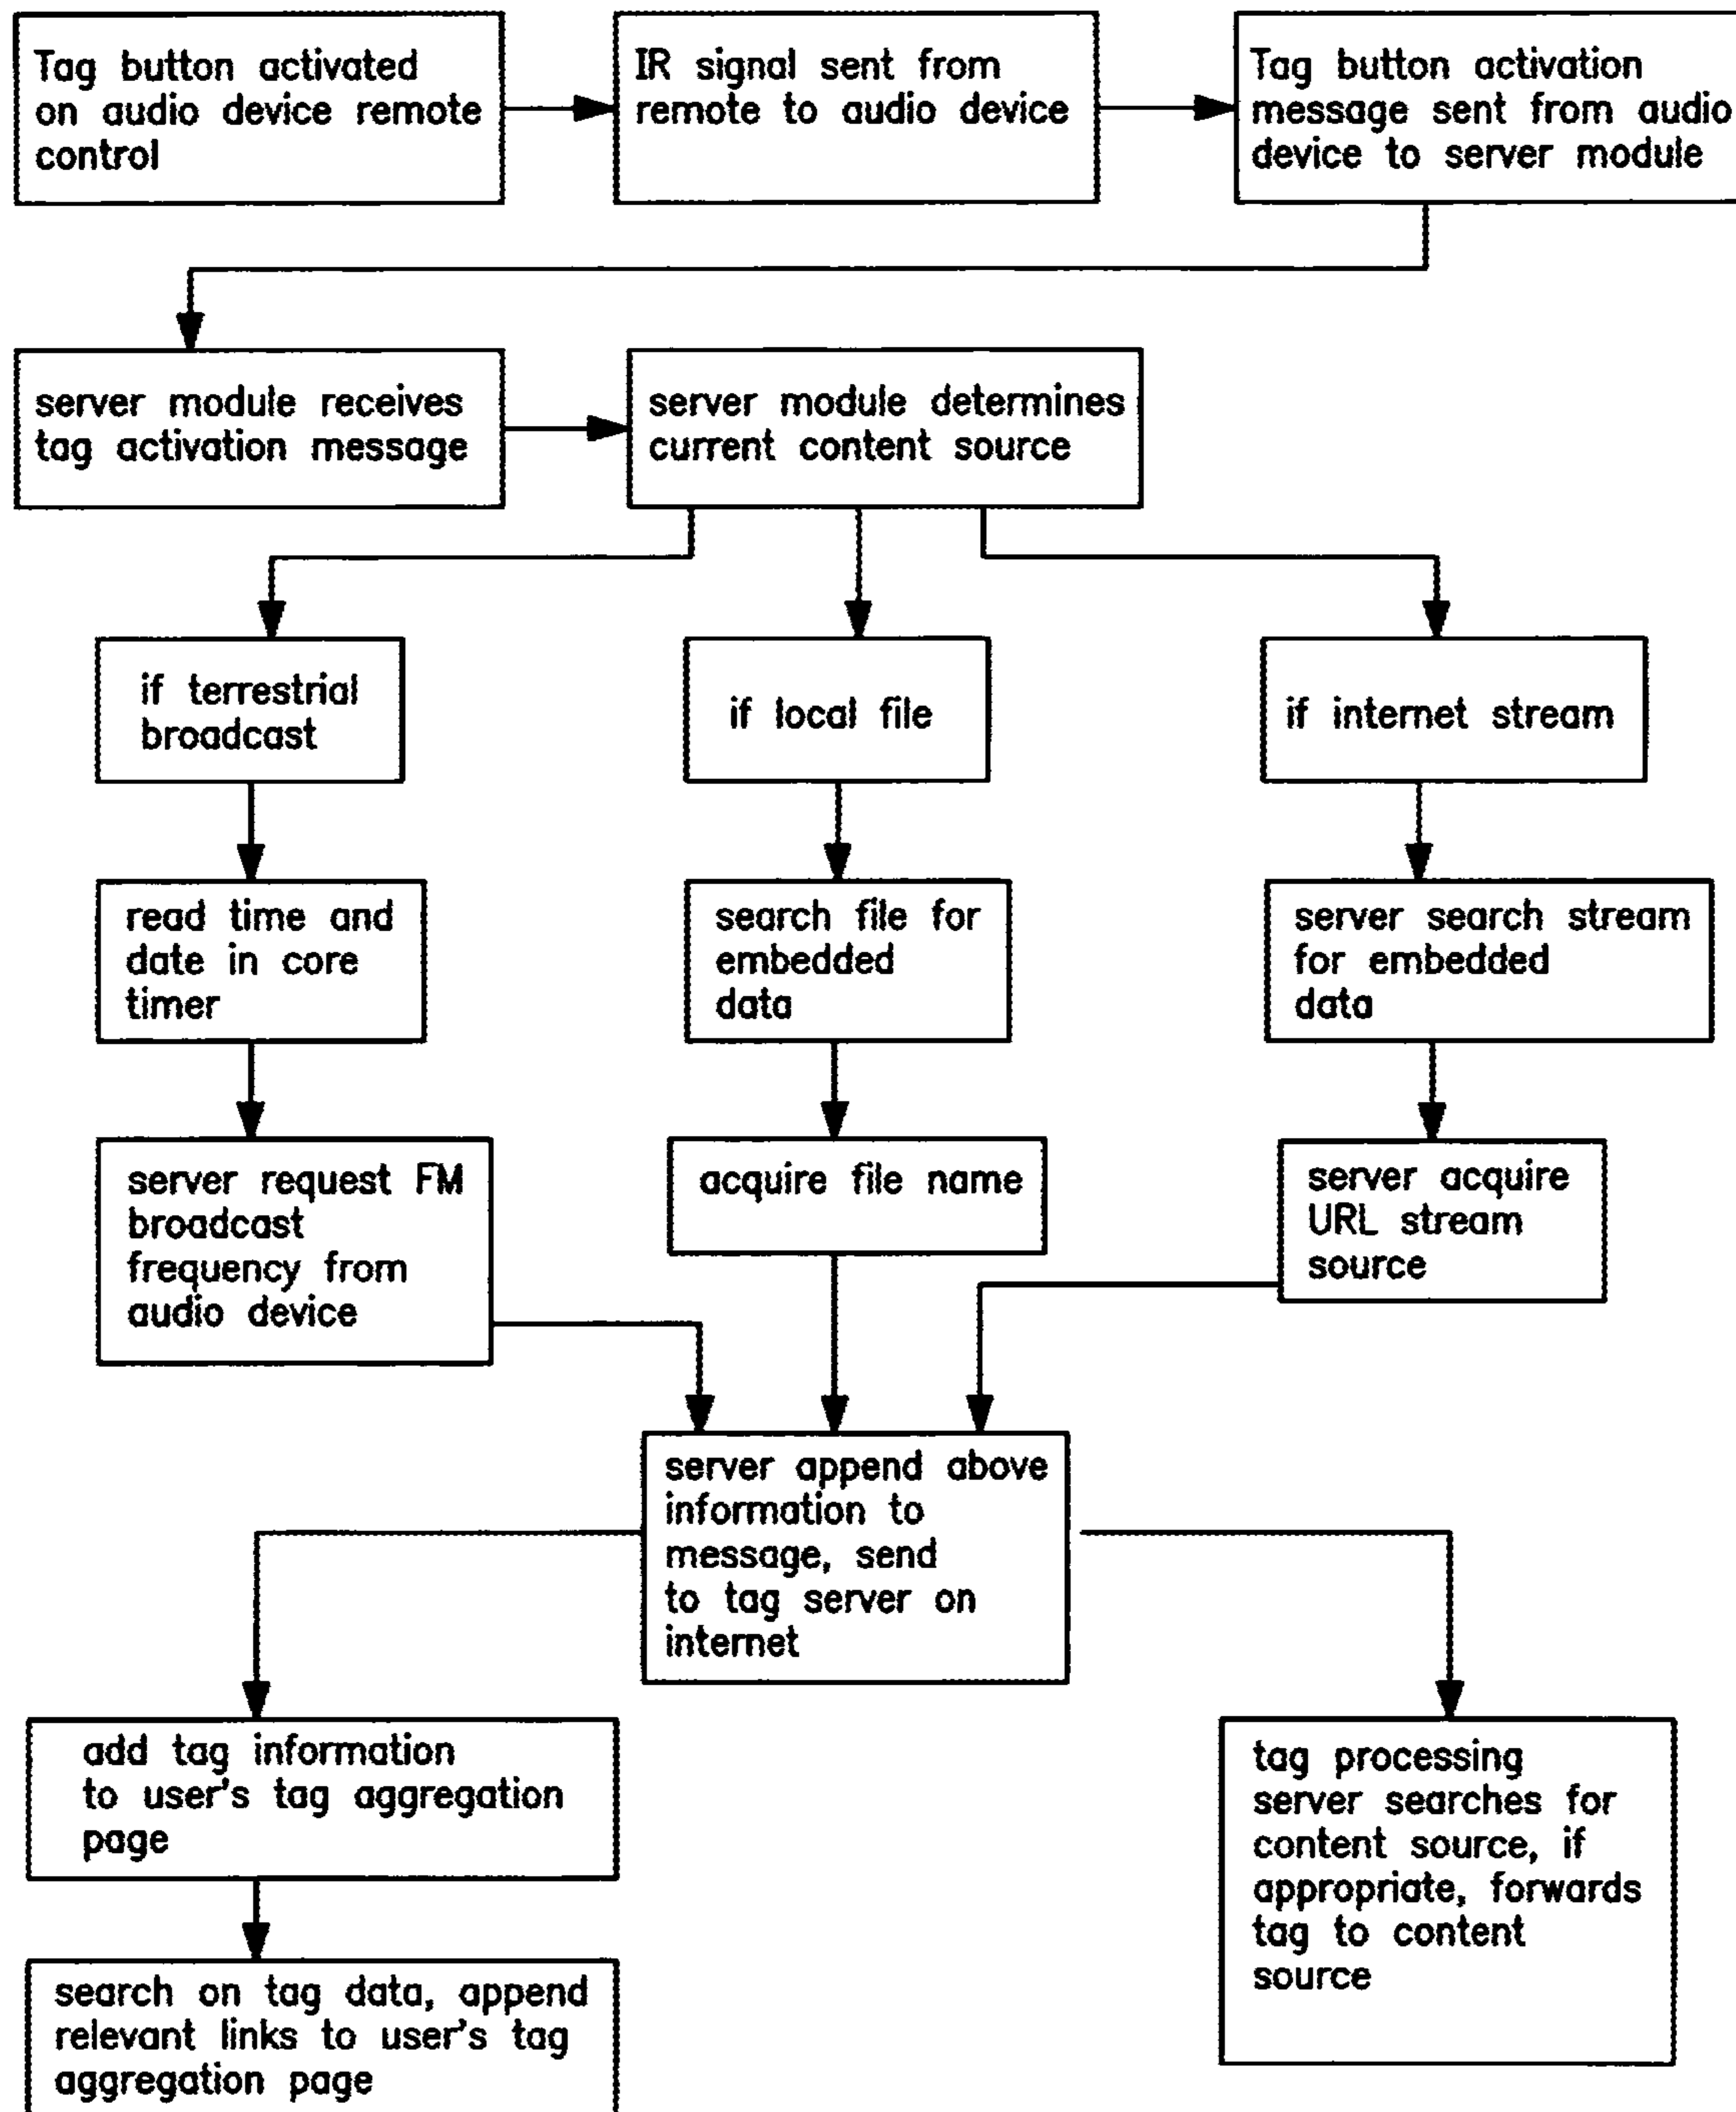 Tag button activated
on audio device remote
control
IR signal sent from
remote to audio device
Tag button activation
message sent from audio
device to server module
server module receives
tag activation message
server module determines
current content source
if terrestrial
broadcast
if local file
if internet stream
read time and
date in core
timer
search file for
embedded
data
server search stream
for embedded
data
server request FM
broadcast
frequency from
audio device
acquire file name
server acquire
URL stream
source
server append above
information to
message, send
to tag server on
internet
add tag information
to user's tag aggregation
page
tag processing
server searches for
content source, if
appropriate, forwards
tag to content
source
search on tag data, append
relevant links to user's tag
aggregation page